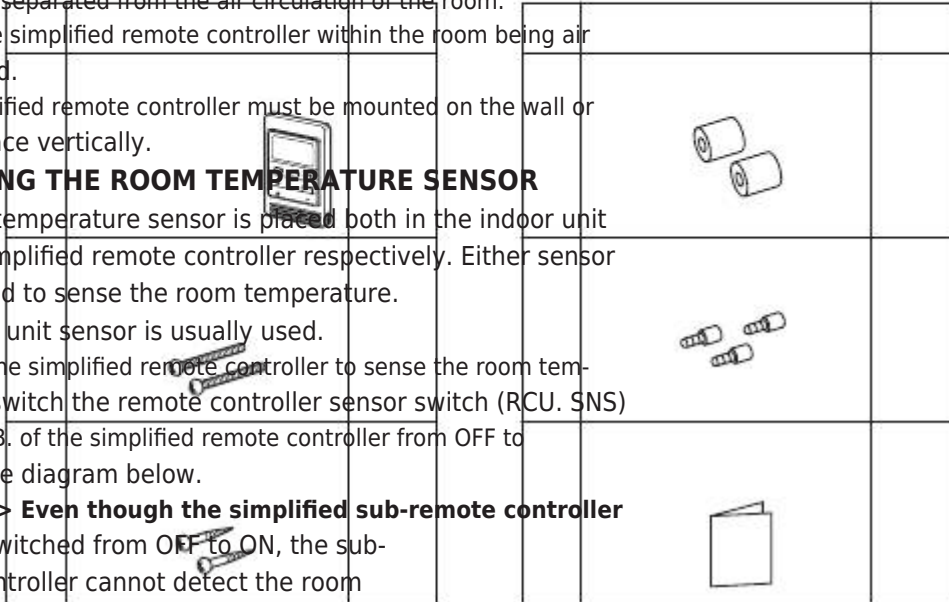 separated from the air circulation of the room.
simplified remote controller within the room being air
d.
ified remote controller must be mounted on the wall or
ce vertically.
NG THE ROOM TEMPERATURE SENSOR
temperature sensor is placed both in the indoor unit
mplified remote controller respectively. Either sensor
d to sense the room temperature.
unit sensor is usually used.
he simplified remote controller to sense the room tem-
switch the remote controller sensor switch (RCU. SNS)
B. of the simplified remote controller from OFF to
e diagram below.
> Even though the simplified sub-remote controller
witched from OFF to ON, the sub-
ntroller cannot detect the room